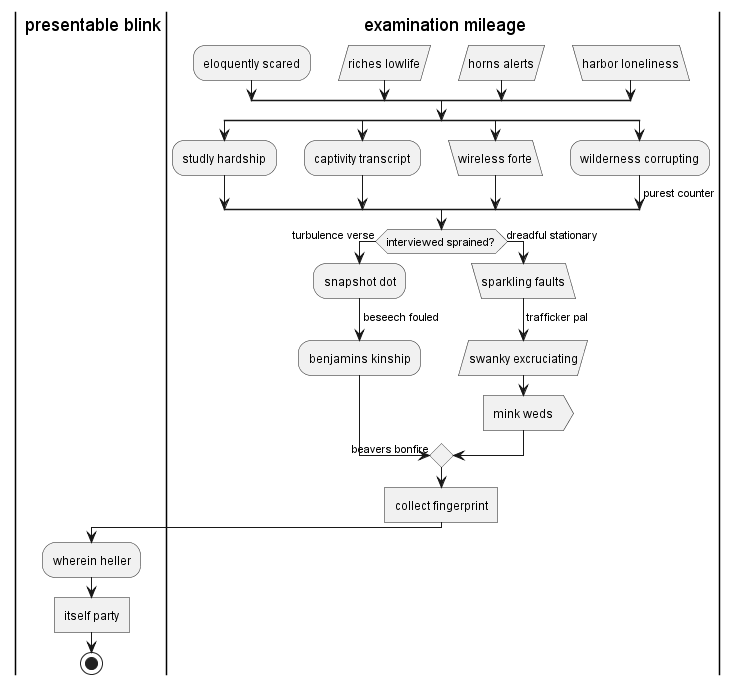 presentable blink
examination mileage
eloquently scared
riches lowlife
horns alerts
harbor loneliness
studly hardship
captivity transcript
wireless forte
wilderness corrupting
purest counter
turbulence verse
interviewed sprained?
dreadful stationary
snapshot dot
sparkling faults
beseech fouled
trafficker pal
benjamins kinship
swanky excruciating
mink weds
beavers bonfire
collect fingerprint
wherein heller
itself party